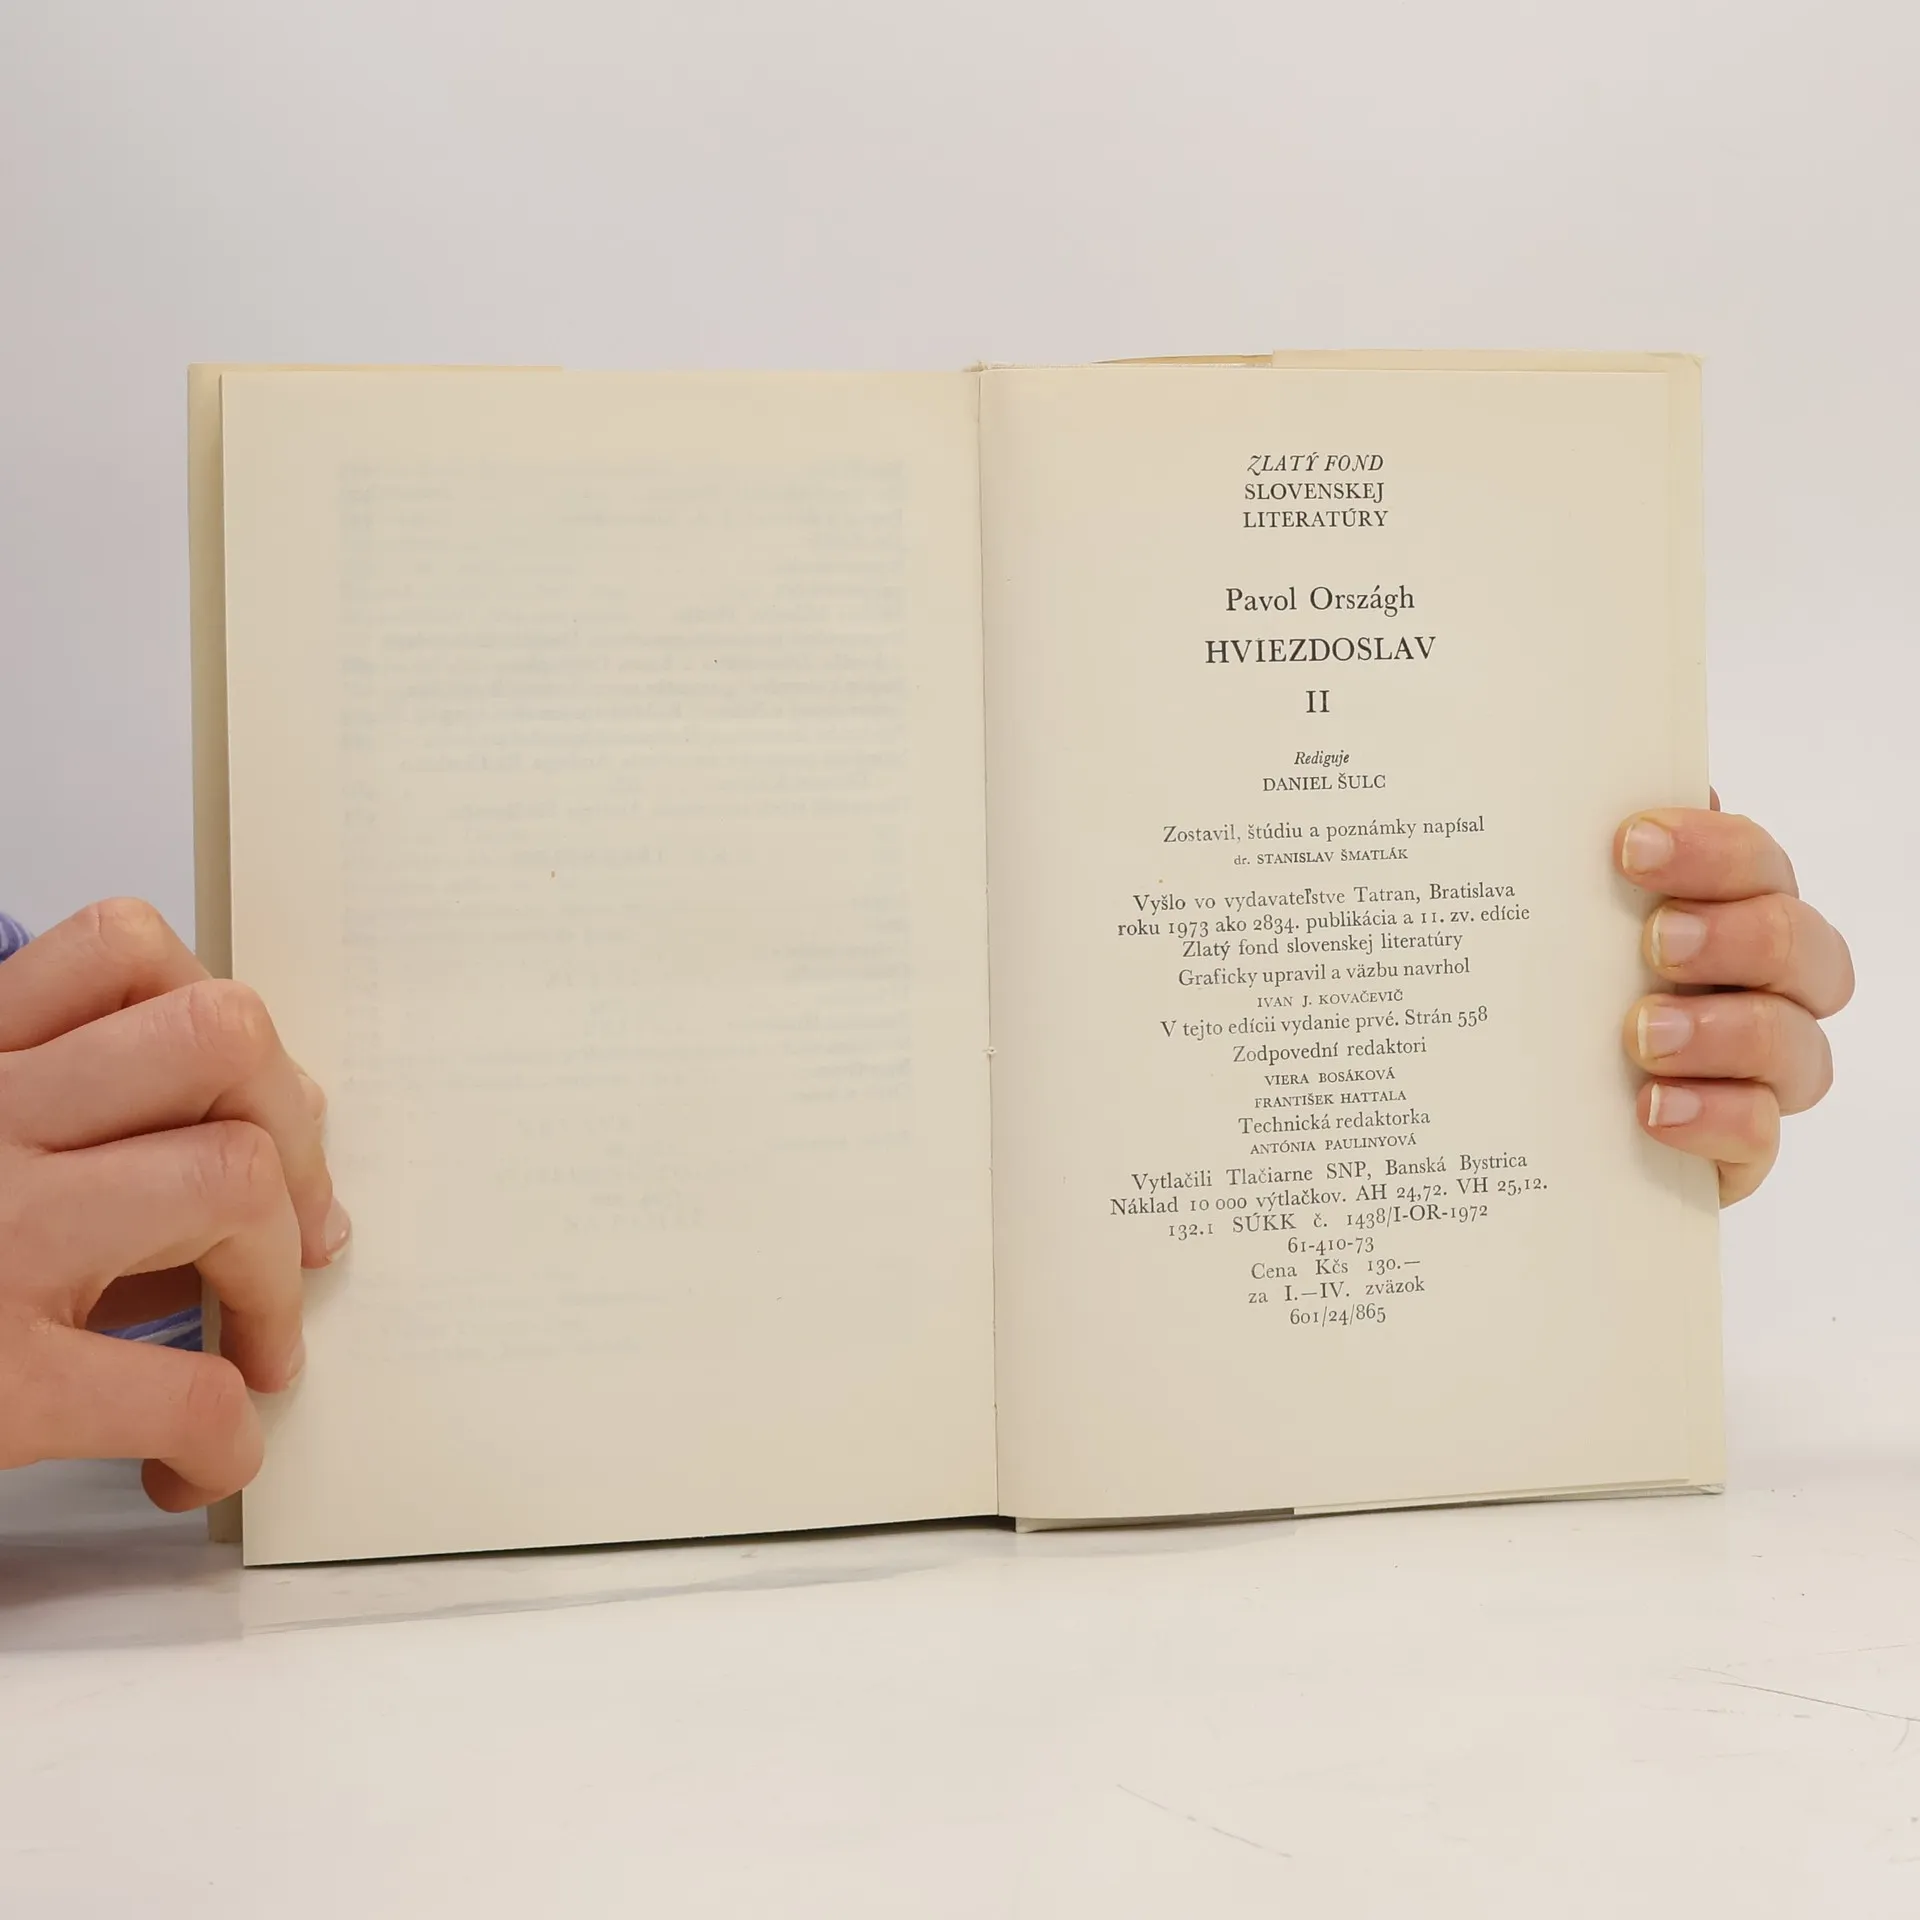 ZLATÝ FOND
SLOVENSKEJ
LITERATÚRY
Pavol Országh
HVIEZDOSLAV
II
Rediguje
DANIEL ŠULC
Zostavil, štúdiu a poznámky napísal
dr. STANISLAV ŠMATLÁK
Vyšlo vo vydavateľstve Tatran, Bratislava
roku 1973 ako 2834. publikácia a 11. zv. edície
Zlatý fond slovenskej literatúry
Graficky upravil a väzbu navrhol
IVAN J. KOVAČEVIČ
V tejto edícii vydanie prvé. Strán 558
Zodpovední redaktori
VIERA BOSÁKOVÁ
FRANTIŠEK HATTALA
Technická redaktorka
ANTÓNIA PAULINYOVÁ
Vytlačili Tlačiarne SNP, Banská Bystrica
Náklad 10 000 výtlačkov. AH 24,72. VH 25,12.
132.1 SÚKK č. 1438/I-OR-1972
61-410-73
Cena Kčs 130.—
za I.—IV. zväzok
601/24/865